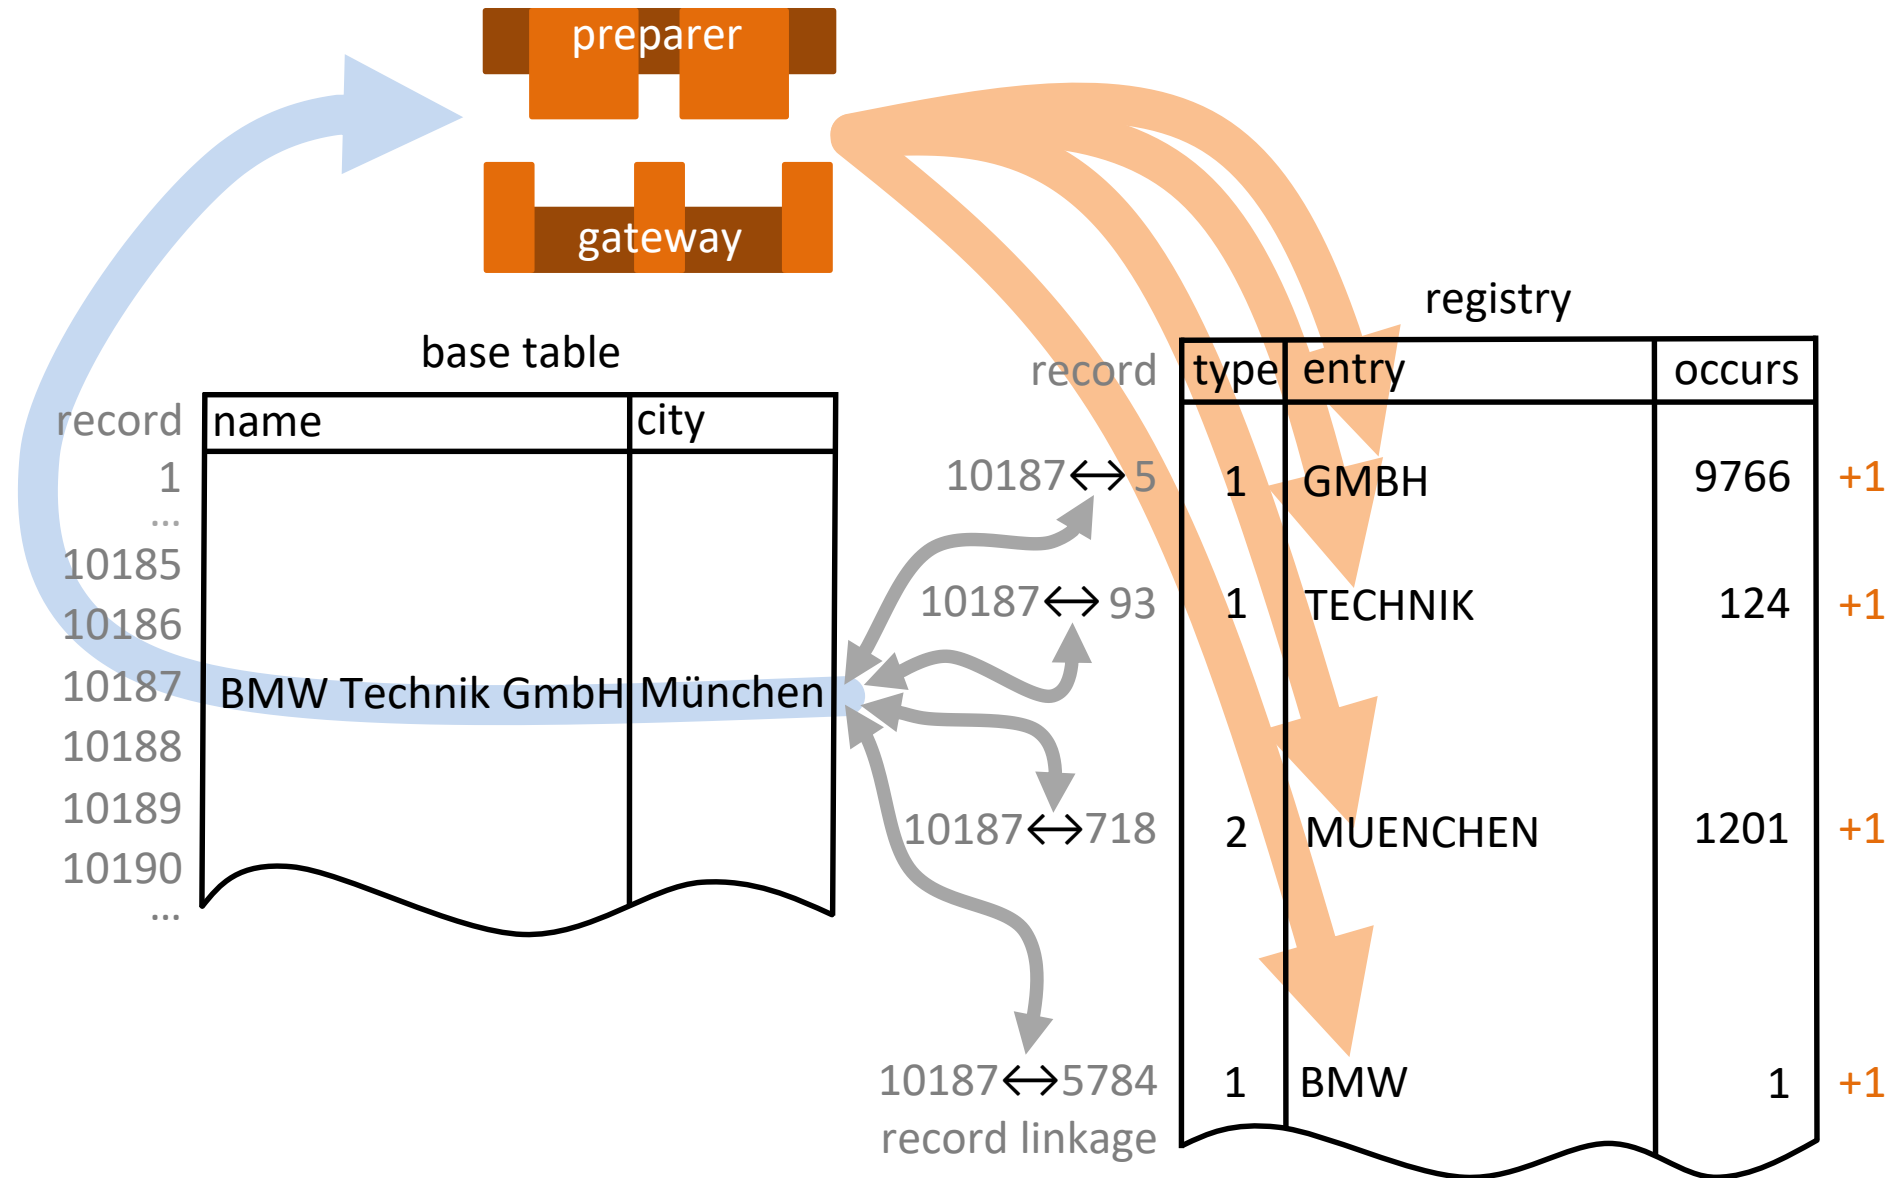 preparer
gateway
registry
base table
record type entry occurs
record name city
1
10187↔5 1 GMBH 9766 +1
...
10185
10187↔93 1 TECHNIK 124 +1
10186
10187 BMW Technik GmbH München
10188
10189
10187↔718 2 MUENCHEN 1201 +1
10190
...
10187↔5784 1 BMW 1 +1
record linkage